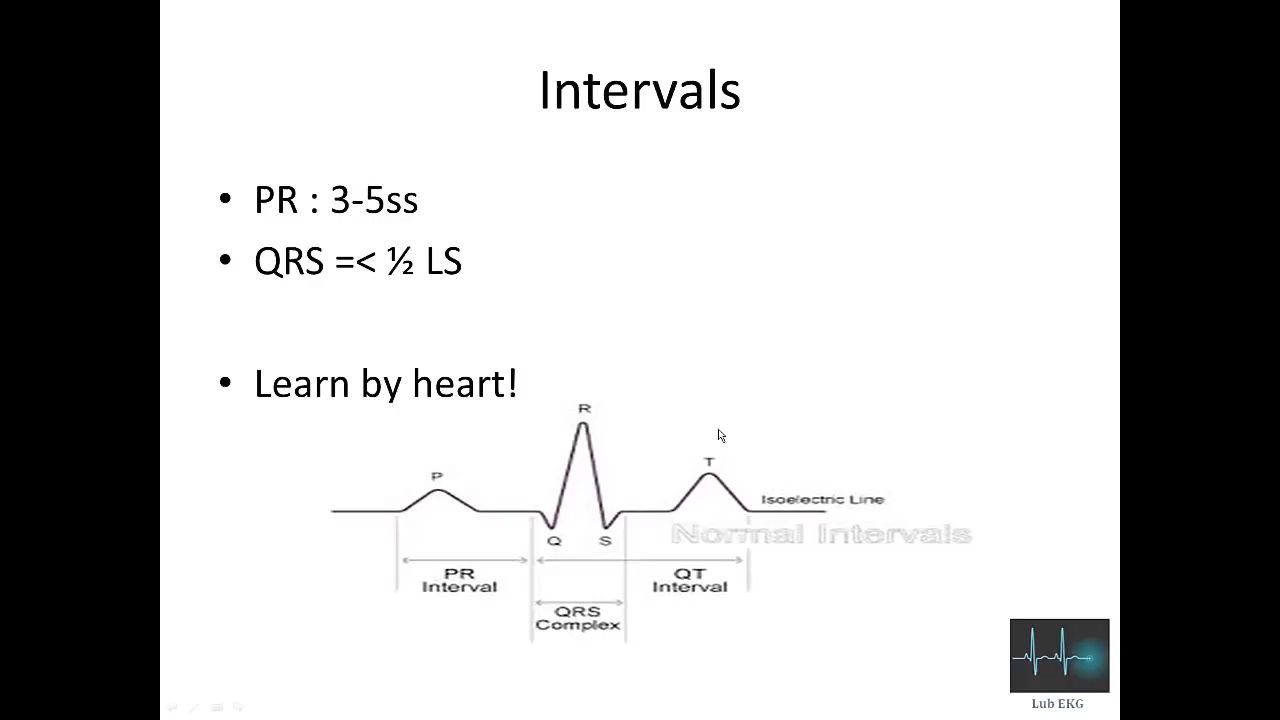 Intervals
• PR : 3-5ss
• QRS =< ½ LS
• Learn by heart!
R
P
T
Isoelectric Line
Normal Intervals
Q
S
PR
Interval
QT
Interval
QRS
Complex
Lub EKG